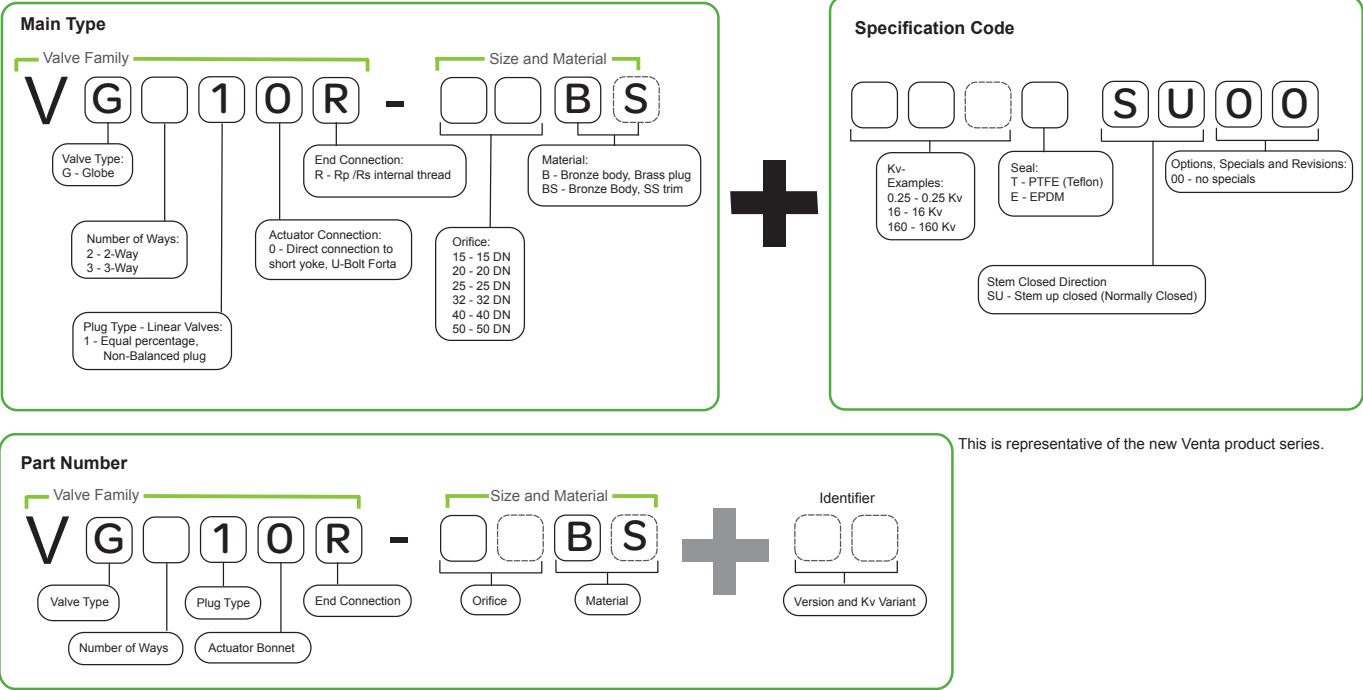 Main Type
Valve Family
Size and Material
V G 1 0 R - B S
Valve Type:
G - Globe
End Connection:
R - Rp /Rs internal thread
Material:
B - Bronze body, Brass plug
BS - Bronze Body, SS trim
Number of Ways:
2 - 2-Way
3 - 3-Way
Actuator Connection:
0 - Direct connection to
short yoke, U-Bolt Forta
Orifice:
15 - 15 DN
20 - 20 DN
25 - 25 DN
32 - 32 DN
40 - 40 DN
50 - 50 DN
Plug Type - Linear Valves:
1 - Equal percentage,
Non-Balanced plug
+
Specification Code
S U 0 0
Kv-
Examples:
0.25 - 0.25 Kv
16 - 16 Kv
160 - 160 Kv
Seal:
T - PTFE (Teflon)
E - EPDM
Options, Specials and Revisions:
00 - no specials
Stem Closed Direction
SU - Stem up closed (Normally Closed)
This is representative of the new Venta product series.
Part Number
Valve Family
Size and Material
Identifier
V G 1 0 R - B S +
Valve Type
Plug Type
End Connection
Orifice
Material
Version and Kv Variant
Number of Ways
Actuator Bonnet